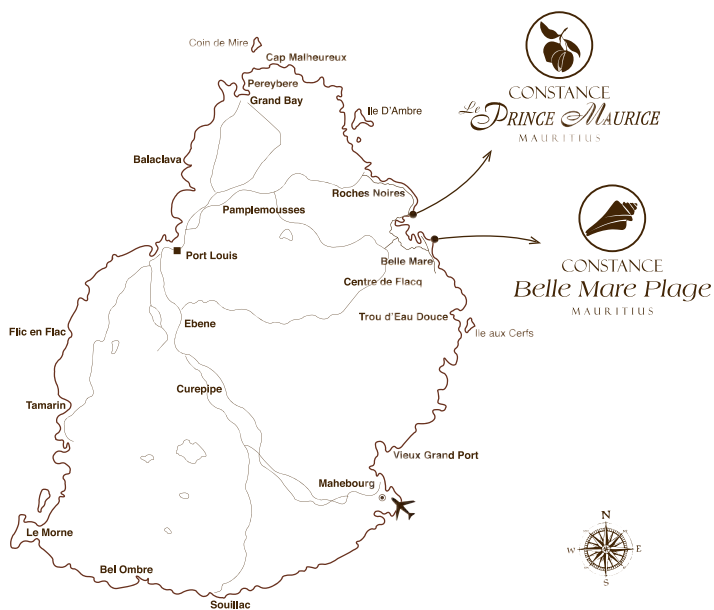 Coin de Mire
Cap Malheureux
Pereybere
Grand Bay
Ile D'Ambre
CONSTANCE
Le PRINCE MAURICE
MAURITIUS
Balaclava
Roches Noires
Pamplemousses
Port Louis
Belle Mare
CONSTANCE
Belle Mare Plage
MAURITIUS
Centre de Flacq
Trou d'Eau Douce
Ebene
Flic en Flac
Ile aux Cerfs
Curepipe
Tamarin
Vieux Grand Port
Mahebourg
Le Morne
N
W E
S
Bel Ombre
Souillac